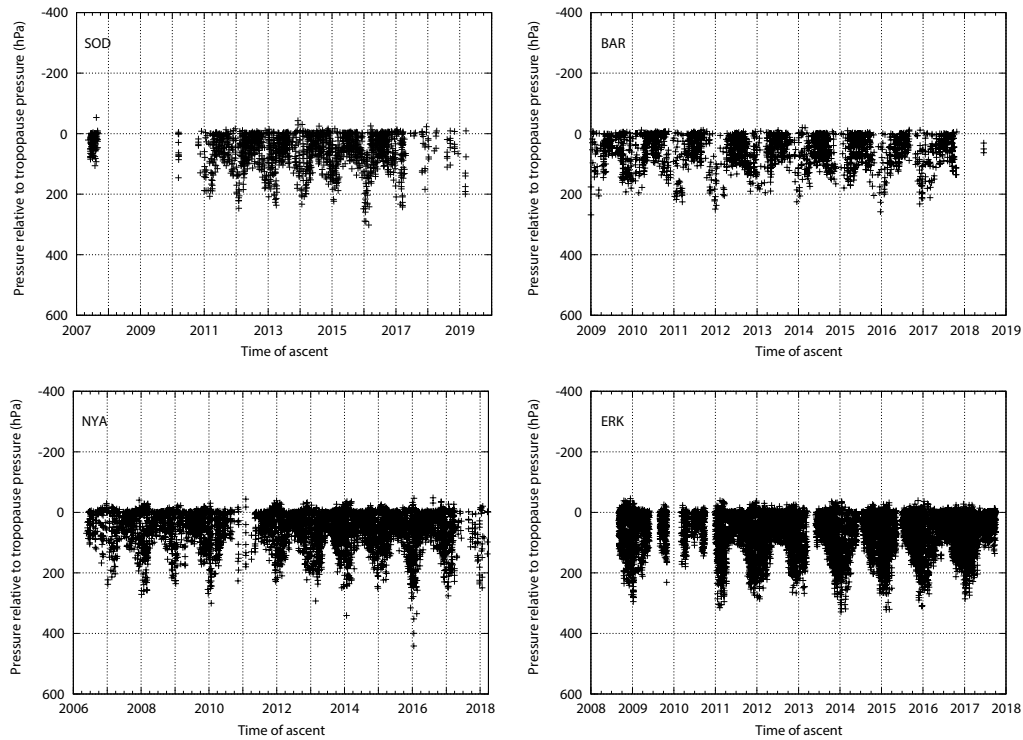 -400
-200
0
200
400
600
Pressure relative to tropopause pressure (hPa)
SOD
2007 2009 2011 2013 2015 2017 2019
Time of ascent
-400
-200
0
200
400
600
Pressure relative to tropopause pressure (hPa)
BAR
2009 2010 2011 2012 2013 2014 2015 2016 2017 2018 2019
Time of ascent
-400
-200
0
200
400
600
Pressure relative to tropopause pressure (hPa)
NYA
2006 2008 2010 2012 2014 2016 2018
Time of ascent
-400
-200
0
200
400
600
Pressure relative to tropopause pressure (hPa)
ERK
2008 2009 2010 2011 2012 2013 2014 2015 2016 2017 2018
Time of ascent